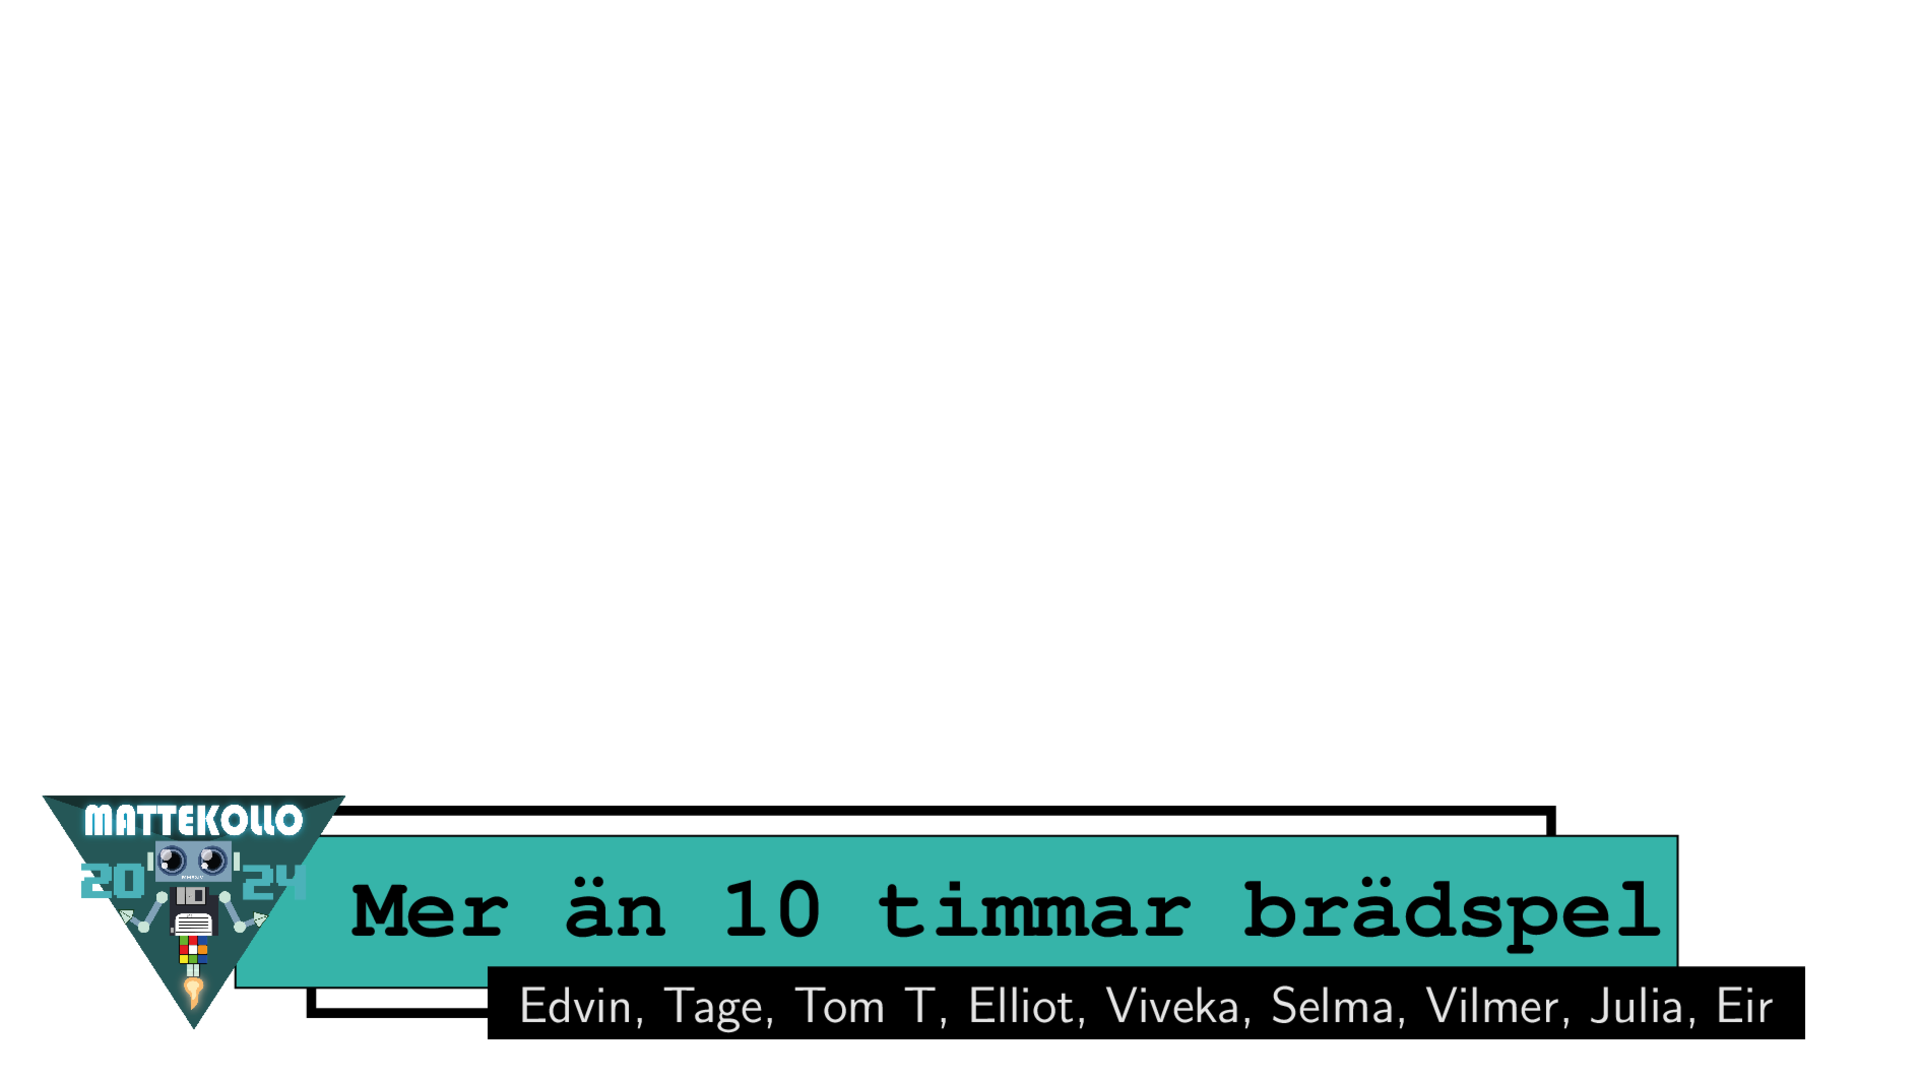 MATTEKOLLO
20 24
Mer än 10 timmar brädspel
Edvin, Tage, Tom T, Elliot, Viveka, Selma, Vilmer, Julia, Eir